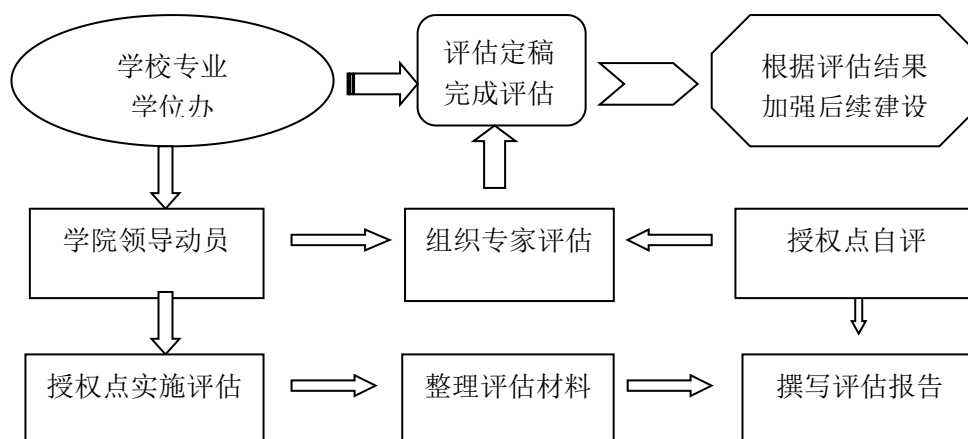 学校专业
学位办
评估定稿
完成评估
根据评估结果
加强后续建设
学院领导动员
组织专家评估
授权点自评
授权点实施评估
整理评估材料
撰写评估报告